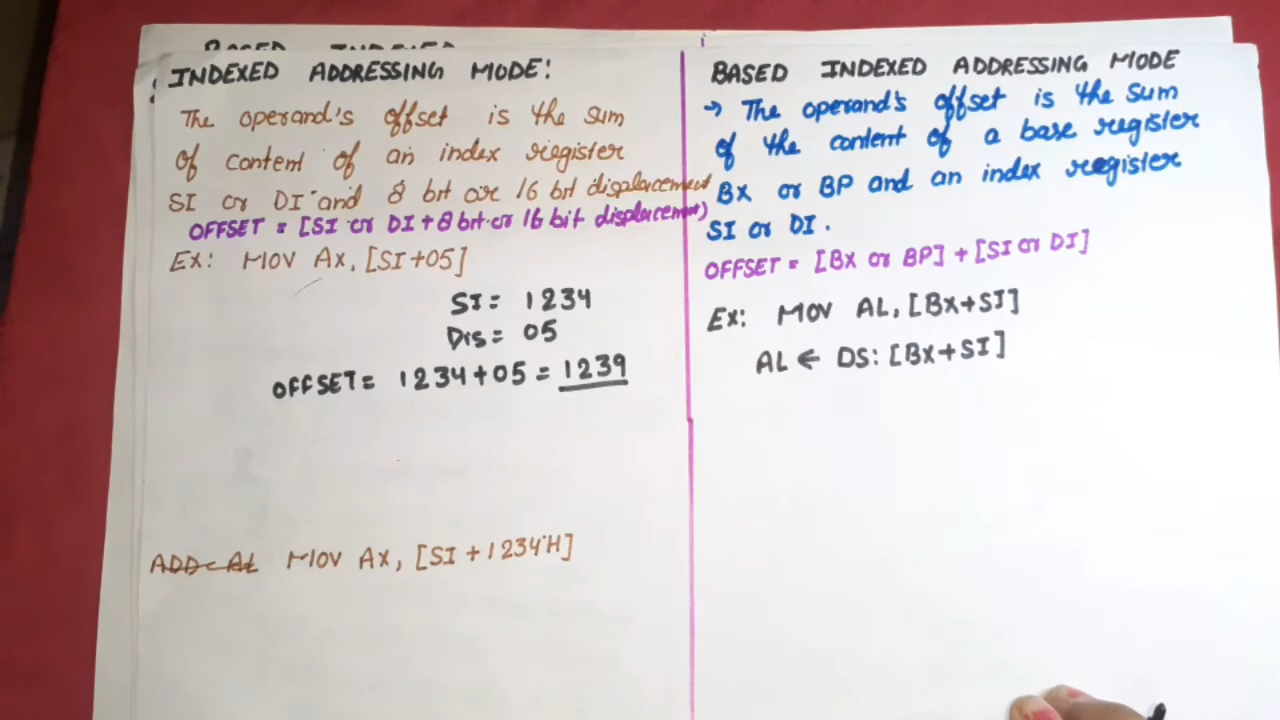 BASED INDEXED
INDEXED ADDRESSING MODE:
The operand's offset is the sum
of content of an index register
SI or DI and 8 bit or 16 bit displacement
OFFSET = [SI or DI + 8 bit or 16 bit displacement)
Ex: MOV Ax, [SI+05]
SI = 1234
Dis = 05
OFFSET = 1234+05 = 1239
ADD AL MOV Ax, [SI + 1234H]
BASED INDEXED ADDRESSING MODE
→ The operand's offset is the sum
of the content of a base register
BX or BP and an index register
SI or DI.
OFFSET = [BX or BP] + [SI or DI]
Ex: MOV AL, [BX+SI]
AL ← DS: [BX+SI]